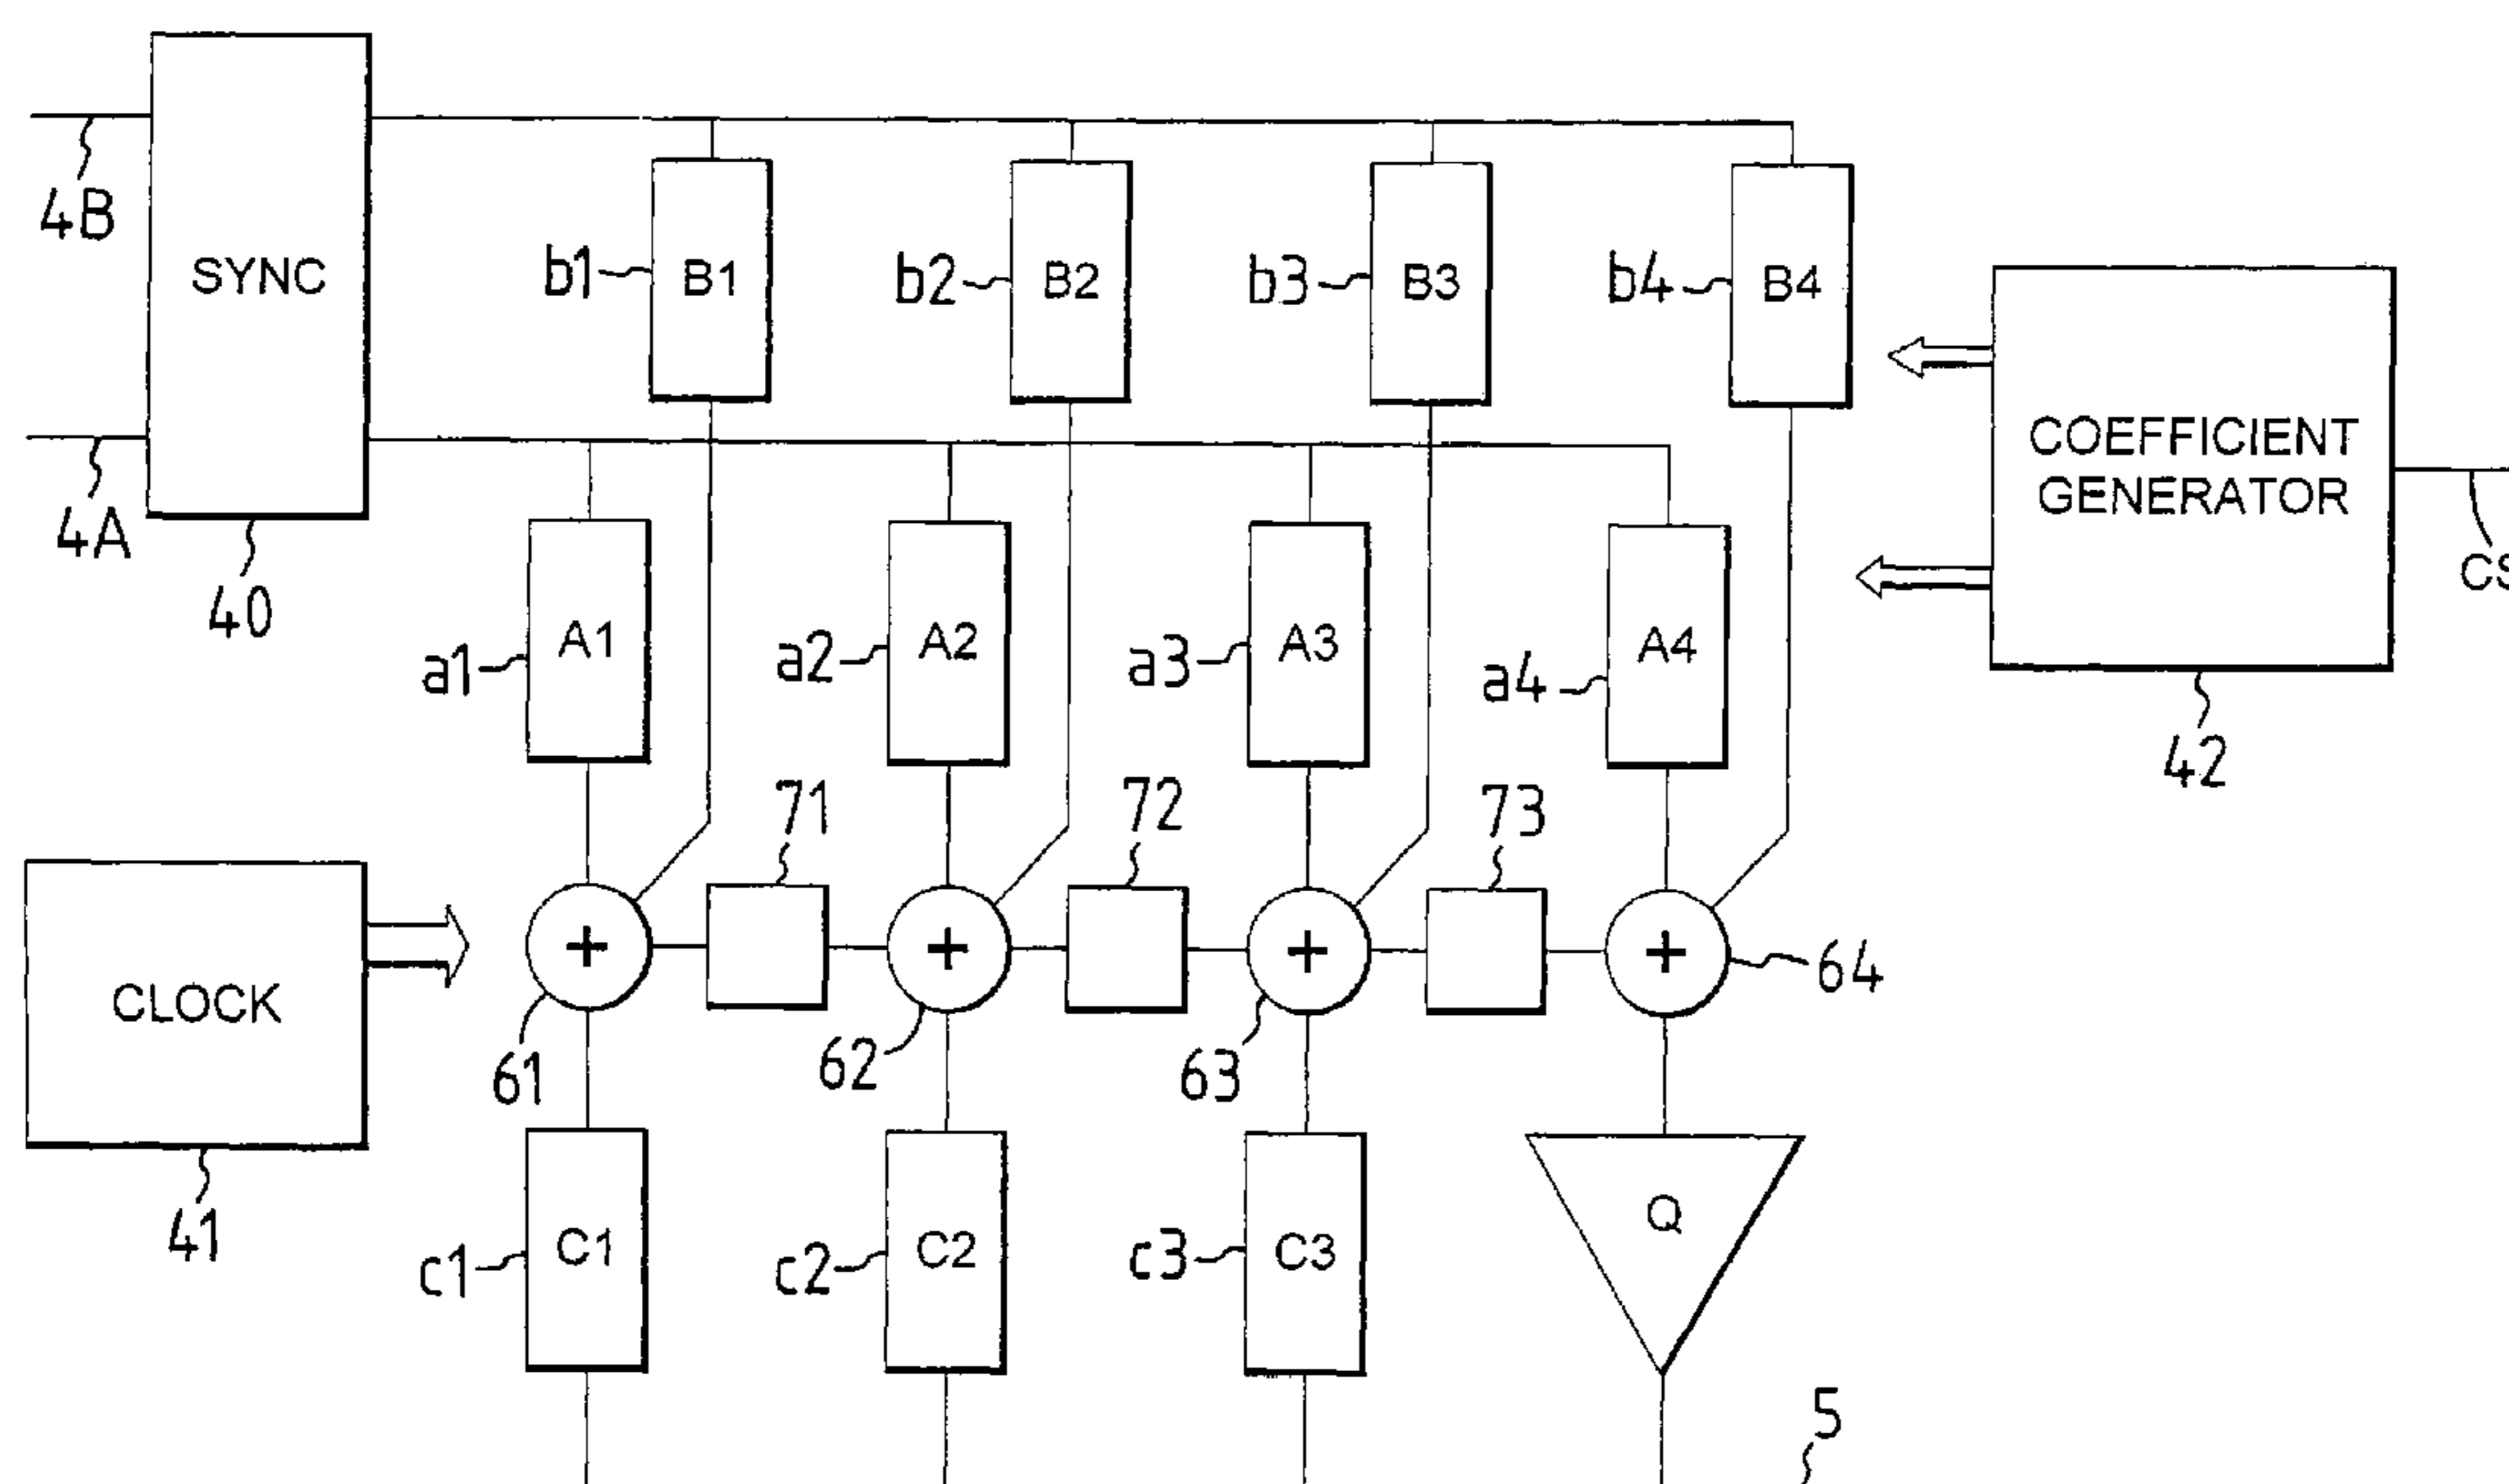 4B
SYNC
b1
B1
b2
B2
b3
B3
b4
B4
COEFFICIENT
GENERATOR
4A
40
CS
a1
A1
a2
A2
a3
A3
a4
A4
42
71
72
73
CLOCK
+
+
+
+
64
61
62
63
41
c1
C1
c2
C2
c3
C3
Q
5